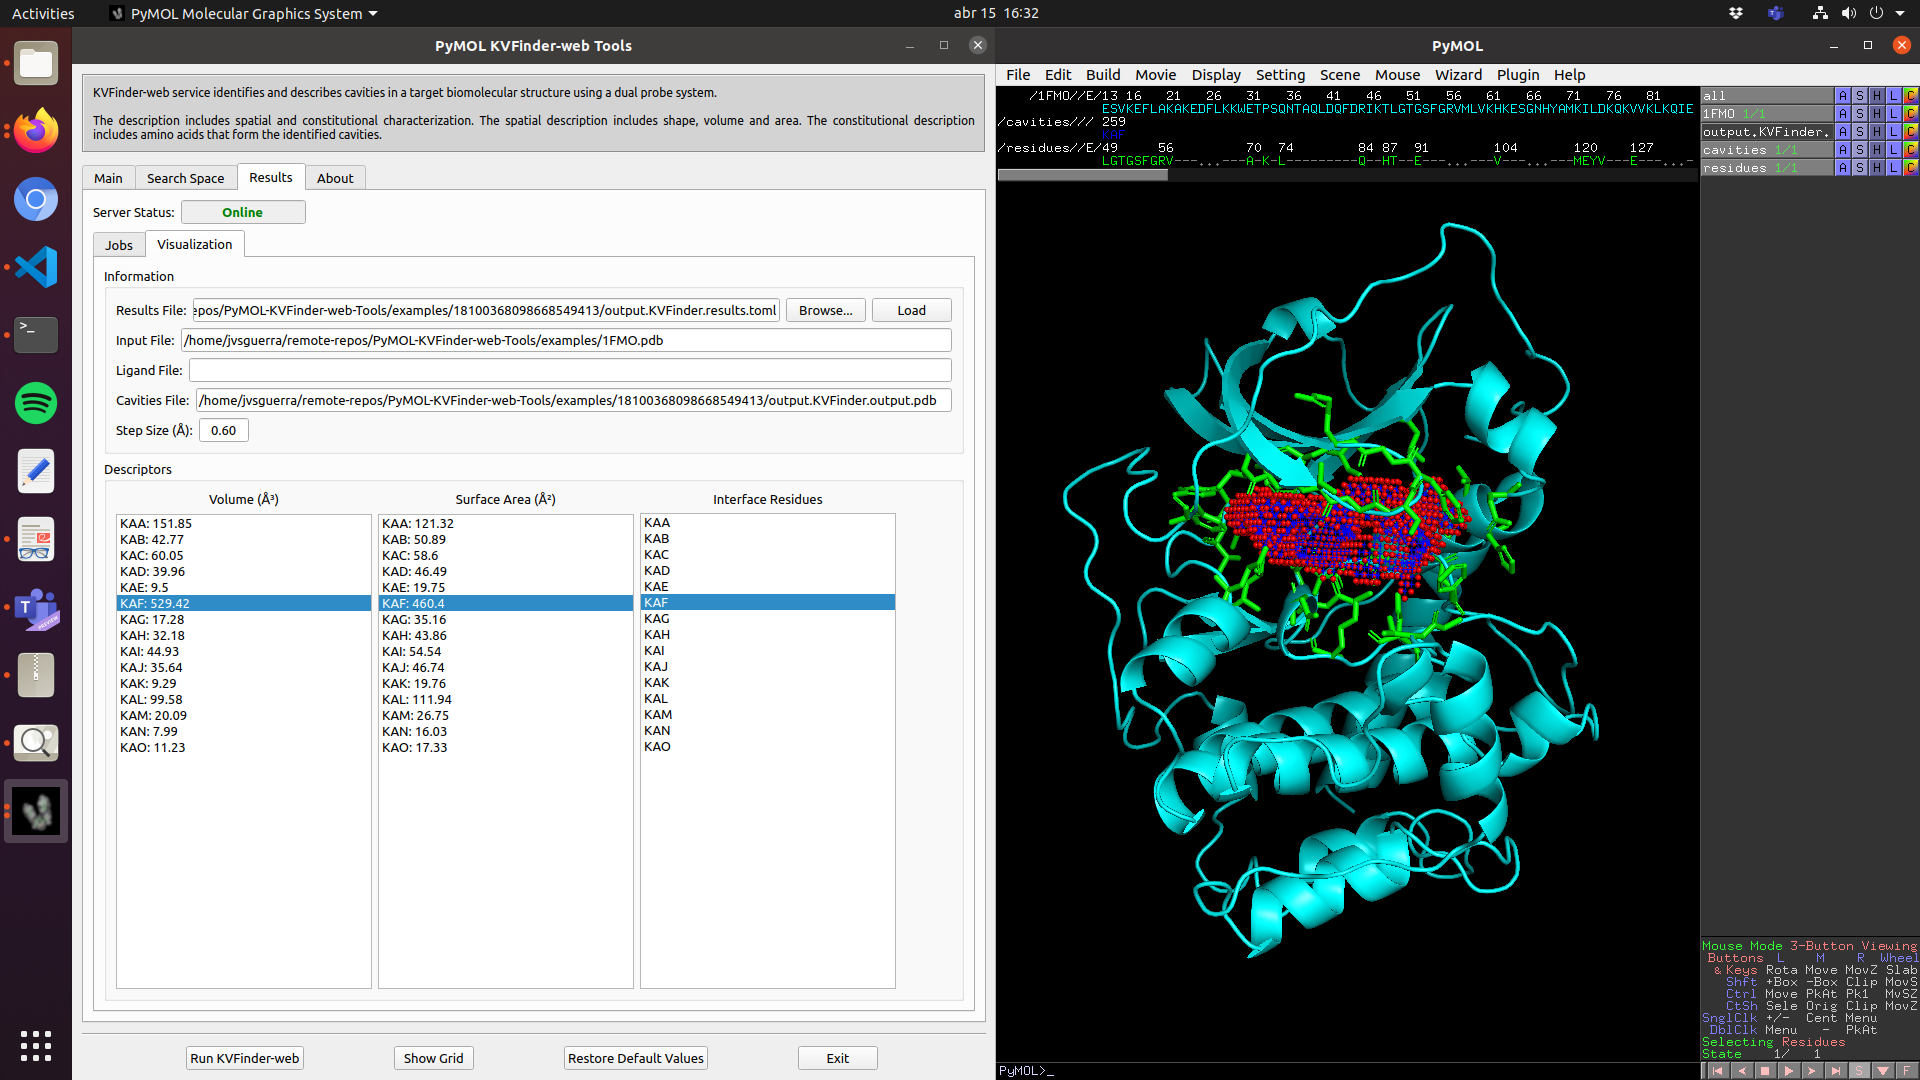 Activities
PyMOL Molecular Graphics System
abr 15 16:32
PyMOL KVFinder-web Tools
KVFinder-web service identifies and describes cavities in a target biomolecular structure using a dual probe system.
The description includes spatial and constitutional characterization. The spatial description includes shape, volume and area. The constitutional description
includes amino acids that form the identified cavities.
Main
Search Space
Results
About
Server Status:
Online
Jobs
Visualization
Information
Results File:
epos/PyMOL-KVFinder-web-Tools/examples/18100368098668549413/output.KVFinder.results.toml
Browse...
Load
Input File:
/home/jvsguerra/remote-repos/PyMOL-KVFinder-web-Tools/examples/1FMO.pdb
Ligand File:
Cavities File:
/home/jvsguerra/remote-repos/PyMOL-KVFinder-web-Tools/examples/18100368098668549413/output.KVFinder.output.pdb
Step Size (Å):
0.60
Descriptors
Volume (Å³)
KAA: 151.85
KAB: 42.77
KAC: 60.05
KAD: 39.96
KAE: 9.5
KAF: 529.42
KAG: 17.28
KAH: 32.18
KAI: 44.93
KAJ: 35.64
KAK: 9.29
KAL: 99.58
KAM: 20.09
KAN: 7.99
KAO: 11.23
Surface Area (Å²)
KAA: 121.32
KAB: 50.89
KAC: 58.6
KAD: 46.49
KAE: 19.75
KAF: 460.4
KAG: 35.16
KAH: 43.86
KAI: 54.54
KAJ: 46.74
KAK: 19.76
KAL: 111.94
KAM: 26.75
KAN: 16.03
KAO: 17.33
Interface Residues
KAA
KAB
KAC
KAD
KAE
KAF
KAG
KAH
KAI
KAJ
KAK
KAL
KAM
KAN
KAO
Run KVFinder-web
Show Grid
Restore Default Values
Exit
PyMOL
File Edit Build Movie Display Setting Scene Mouse Wizard Plugin Help
/1FMO//E/13 16 21 26 31 36 41 46 51 56 61 66 71 76 81
ESVKEFLAKAKEDFLKKWETPSQNTAQLDQFDRIKTLGTGSFGRVMLVKHKESGNHYAMKILDKQKVVKLKQIE
/cavities/// 259
KAF
/residues//E/49 56 70 74 84 87 91 104 120 127
LGTGSFGRV---....---A-K-L---------Q--HT--E---....---V---....---MEYV---E---....-
all A S H L C
1FMO 1/1 A S H L C
output.KVFinder. A S H L C
cavities 1/1 A S H L C
residues 1/1 A S H L C
Mouse Mode 3-Button Viewing
Buttons L M R Wheel
& Keys Rota Move MovZ Slab
Shft +Box -Box Clip MovS
Ctrl Move PkAt Pk1 MvSZ
CtSh Sele Orig Clip MovZ
SnglClk +/- Cent Menu
DblClk Menu - PkAt
Selecting Residues
State 1/ 1
S F
PyMOL>_